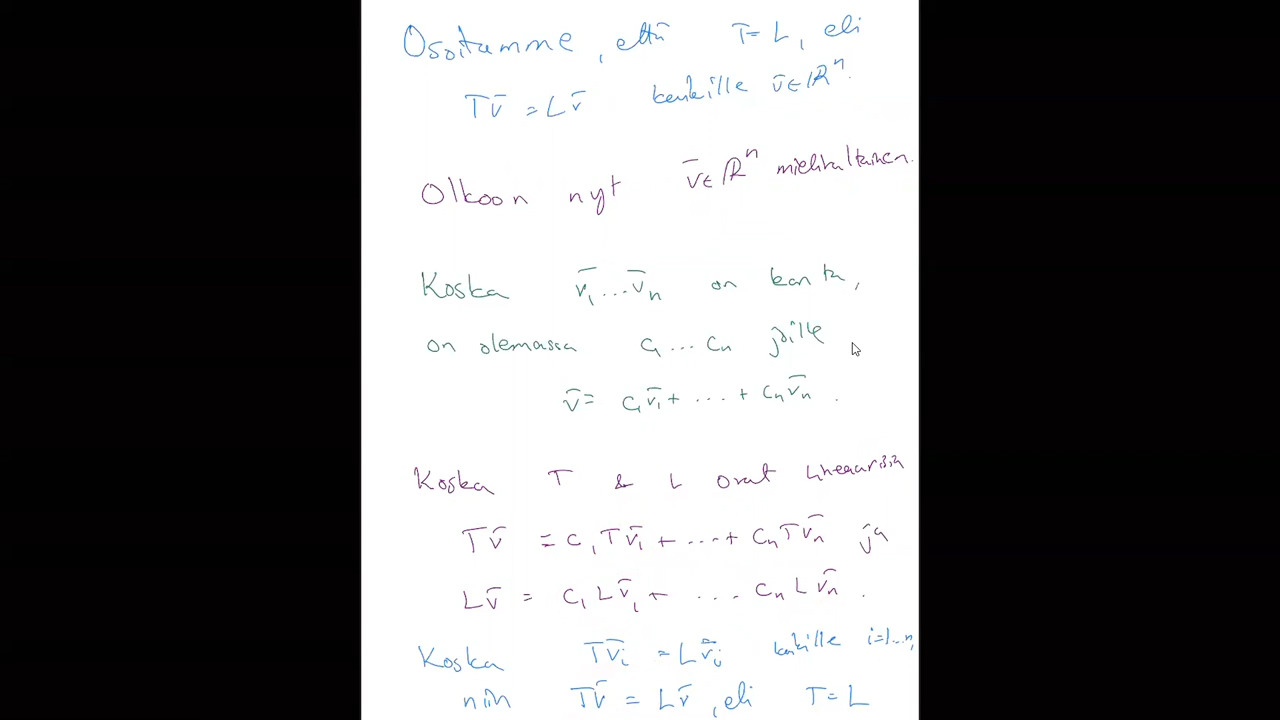 Osoitamme, että T=L, eli
Tv̄ = Lv̄ kaikille v̄∈ℝⁿ.
Olkoon nyt v̄∈ℝⁿ mielivaltainen.
Koska v̄₁...v̄ₙ on kanta,
on olemassa c₁...cₙ joille
v̄ = c₁v̄₁+...+cₙv̄ₙ.
Koska T & L ovat lineaarisia
Tv̄ = c₁Tv̄₁+...+cₙTv̄ₙ ja
Lv̄ = c₁Lv̄₁+ ... cₙLv̄ₙ.
Koska Tv̄ᵢ = Lv̄ᵢ kaikille i=1...n,
niin Tv̄ = Lv̄, eli T=L